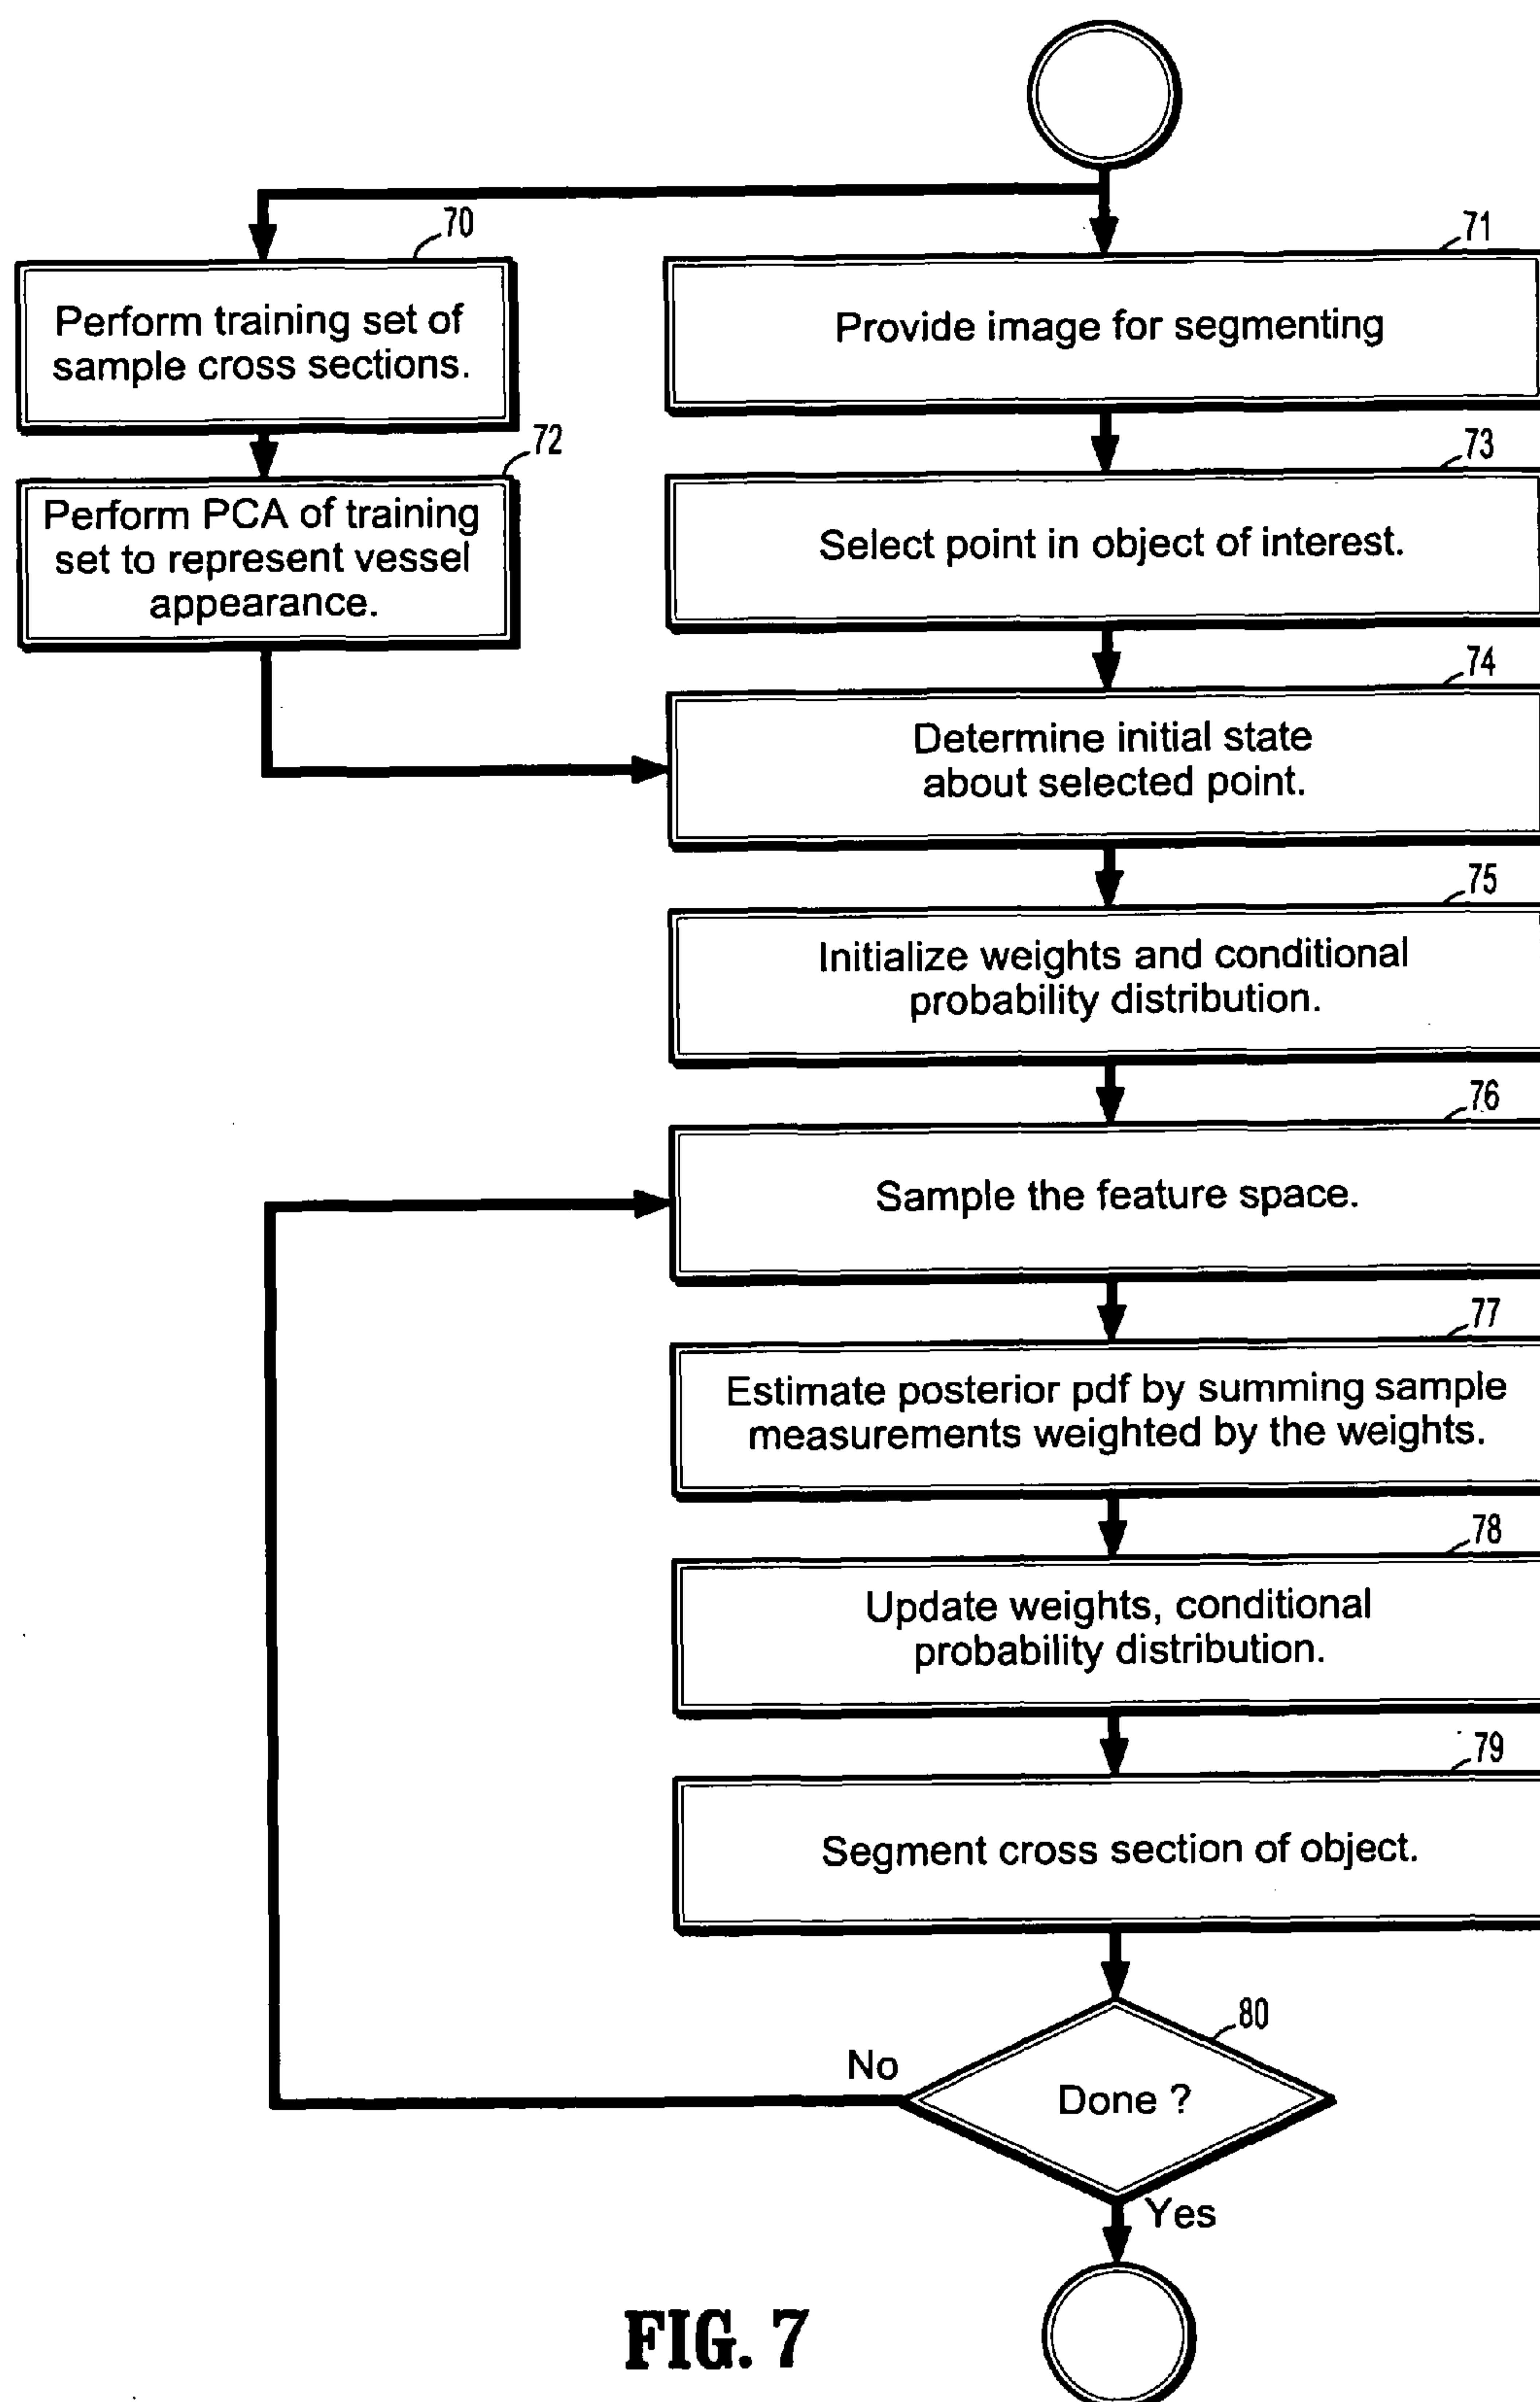 70
71
Perform training set of
sample cross sections.
Provide image for segmenting
72
73
Perform PCA of training
set to represent vessel
appearance.
Select point in object of interest.
74
Determine initial state
about selected point.
75
Initialize weights and conditional
probability distribution.
76
Sample the feature space.
77
Estimate posterior pdf by summing sample
measurements weighted by the weights.
78
Update weights, conditional
probability distribution.
79
Segment cross section of object.
80
No
Done ?
Yes
FIG. 7